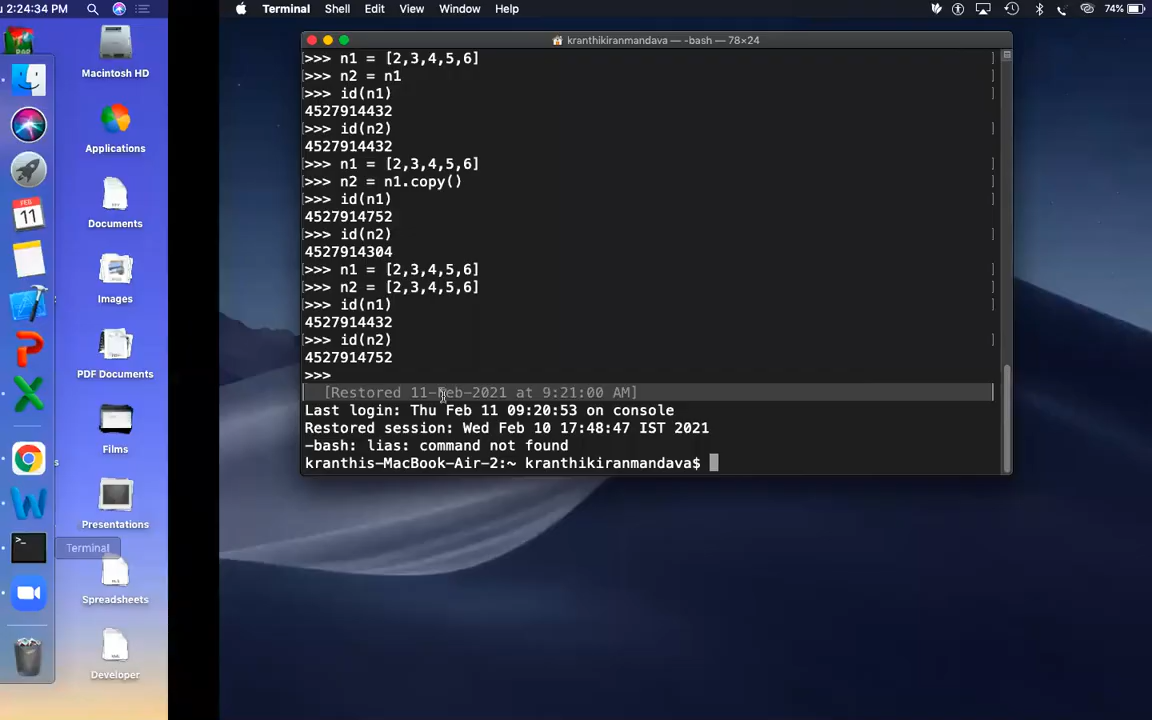 2:24:34 PM
Macintosh HD
Applications
Documents
Images
PDF Documents
Films
Presentations
Spreadsheets
Developer
FEB
11
Terminal
Terminal Shell Edit View Window Help
74%
kranthikiranmandava — -bash — 78×24
>>> n1 = [2,3,4,5,6]
>>> n2 = n1
>>> id(n1)
4527914432
>>> id(n2)
4527914432
>>> n1 = [2,3,4,5,6]
>>> n2 = n1.copy()
>>> id(n1)
4527914752
>>> id(n2)
4527914304
>>> n1 = [2,3,4,5,6]
>>> n2 = [2,3,4,5,6]
>>> id(n1)
4527914432
>>> id(n2)
4527914752
>>>
[Restored 11-Feb-2021 at 9:21:00 AM]
Last login: Thu Feb 11 09:20:53 on console
Restored session: Wed Feb 10 17:48:47 IST 2021
-bash: lias: command not found
kranthis-MacBook-Air-2:~ kranthikiranmandava$